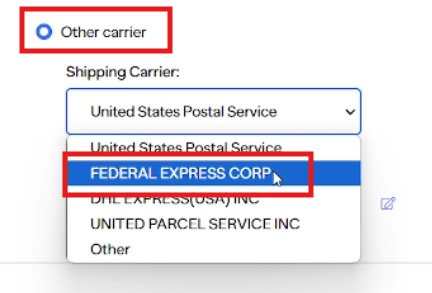 Other carrier
Shipping Carrier:
United States Postal Service
United States Postal Service
FEDERAL EXPRESS CORP
DHL EXPRESS(USA) INC
UNITED PARCEL SERVICE INC
Other